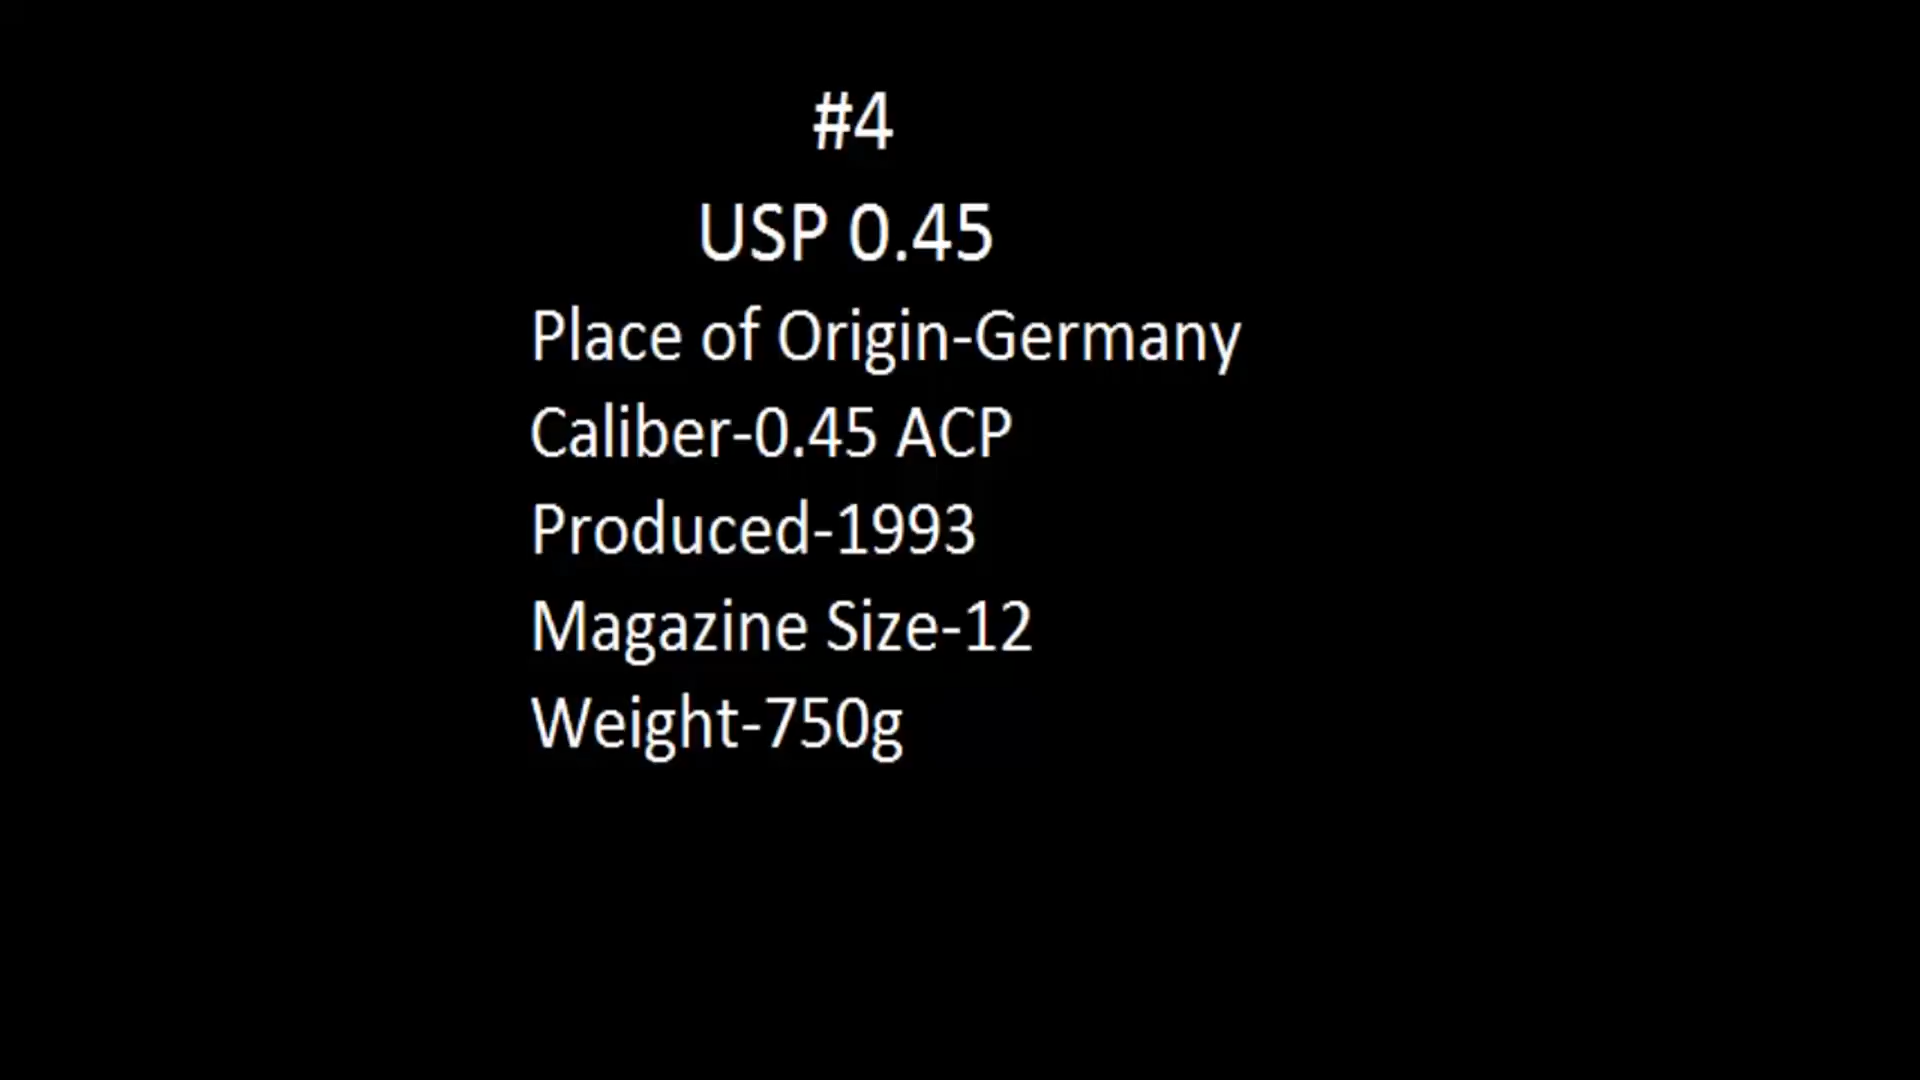 #4
USP 0.45
Place of Origin-Germany
Caliber-0.45 ACP
Produced-1993
Magazine Size-12
Weight-750g